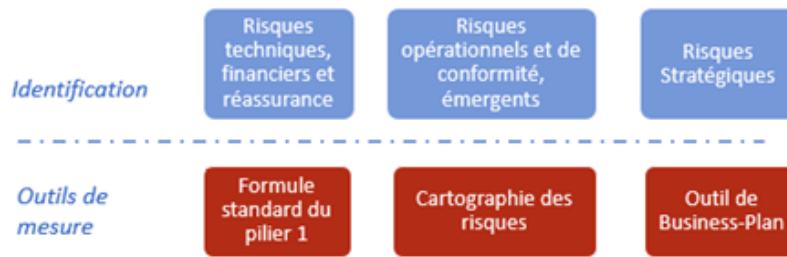 Identification
Risques
techniques,
financiers et
réassurance
Risques
opérationnels et de
conformité,
émergents
Risques
Stratégiques
Outils de
mesure
Formule
standard du
pilier 1
Cartographie des
risques
Outil de
Business-Plan